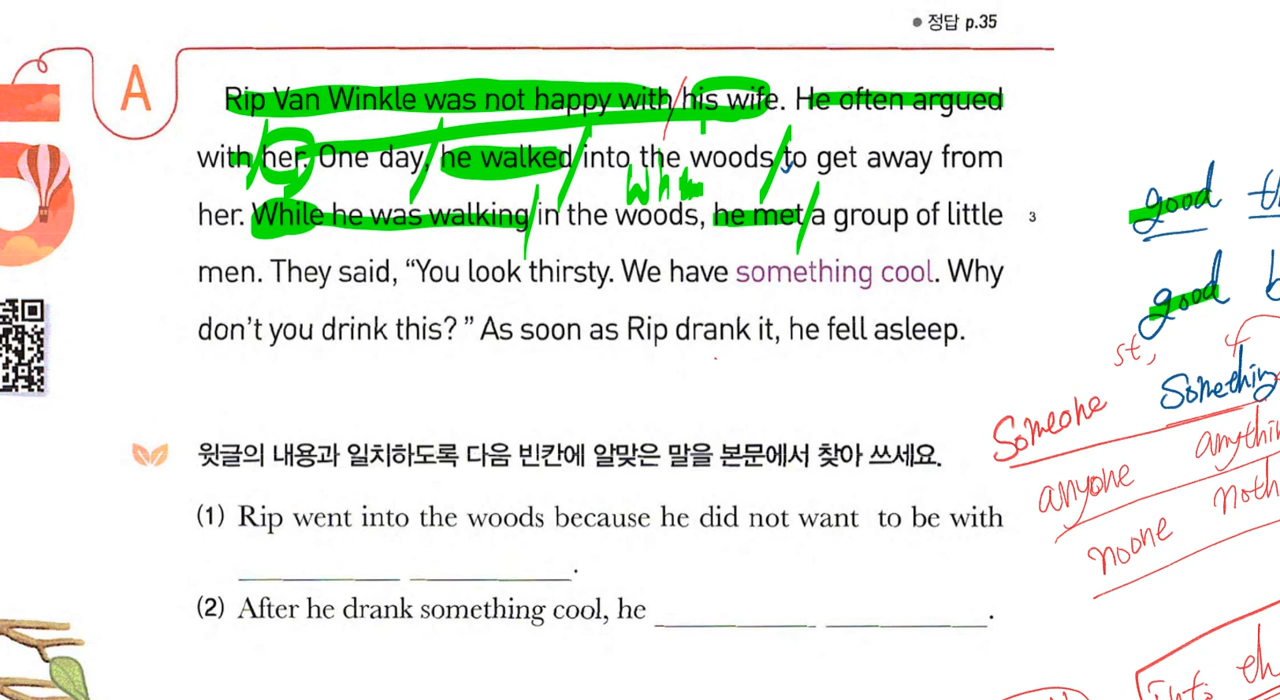 정답 p.35
A
Rip Van Winkle was not happy with his wife. He often argued
with her. One day, he walked into the woods to get away from
When
her. While he was walking in the woods, he met a group of little 3
men. They said, “You look thirsty. We have something cool. Why
don't you drink this? ” As soon as Rip drank it, he fell asleep.
윗글의 내용과 일치하도록 다음 빈칸에 알맞은 말을 본문에서 찾아 쓰세요.
(1) Rip went into the woods because he did not want to be with
.
(2) After he drank something cool, he .
good
good
Someone Something
anyone
noone
into